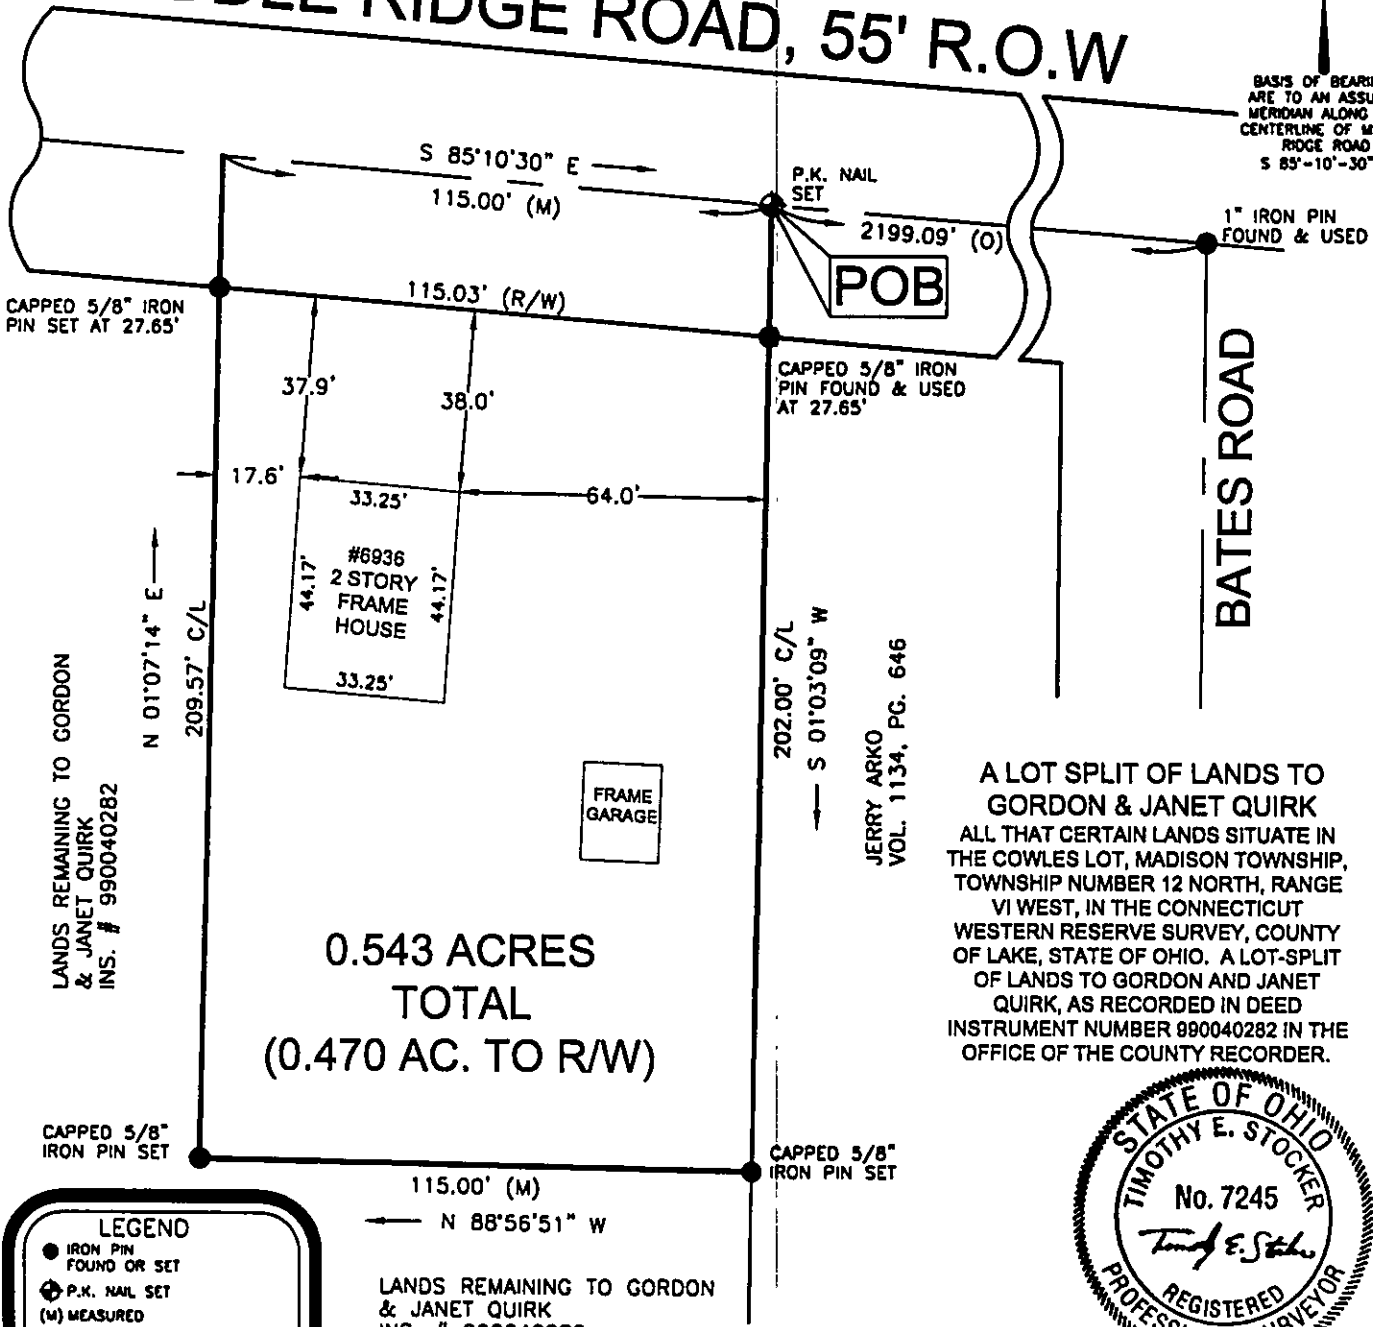 RIDGE ROAD, 55' R.O.W
BASIS OF
ARE TO AN
MERIDIAN ALONG
CENTERLINE OF
RIDGE ROAD
S 85°-10'-30"
S 85°10'30" E
115.00' (M)
P.K. NAIL
SET
2199.09' (O)
1" IRON PIN
FOUND & USED
POB
CAPPED 5/8" IRON
PIN SET AT 27.65'
115.03' (R/W)
CAPPED 5/8" IRON
PIN FOUND & USED
AT 27.65'
37.9'
38.0'
17.6'
33.25'
64.0'
#6936
2 STORY
FRAME
HOUSE
44.17'
44.17'
33.25'
BATES ROAD
N 01°07'14" E
209.57' C/L
202.00' C/L
S 01°03'09" W
JERRY ARKO
VOL. 1134, PG. 646
LANDS REMAINING TO GORDON
& JANET QUIRK
INS. # 990040282
FRAME
GARAGE
0.543 ACRES
TOTAL
(0.470 AC. TO R/W)
A LOT SPLIT OF LANDS TO
GORDON & JANET QUIRK
ALL THAT CERTAIN LANDS SITUATE IN
THE COWLES LOT, MADISON TOWNSHIP,
TOWNSHIP NUMBER 12 NORTH, RANGE
VI WEST, IN THE CONNECTICUT
WESTERN RESERVE SURVEY, COUNTY
OF LAKE, STATE OF OHIO. A LOT-SPLIT
OF LANDS TO GORDON AND JANET
QUIRK, AS RECORDED IN DEED
INSTRUMENT NUMBER 990040282 IN THE
OFFICE OF THE COUNTY RECORDER.
CAPPED 5/8"
IRON PIN SET
CAPPED 5/8"
IRON PIN SET
115.00' (M)
N 88°56'51" W
LEGEND
IRON PIN
FOUND OR SET
P.K. NAIL SET
(M) MEASURED
LANDS REMAINING TO GORDON
& JANET QUIRK
STATE OF OHIO
TIMOTHY E. STOCKER
No. 7245
Timothy E. Stocker
REGISTERED